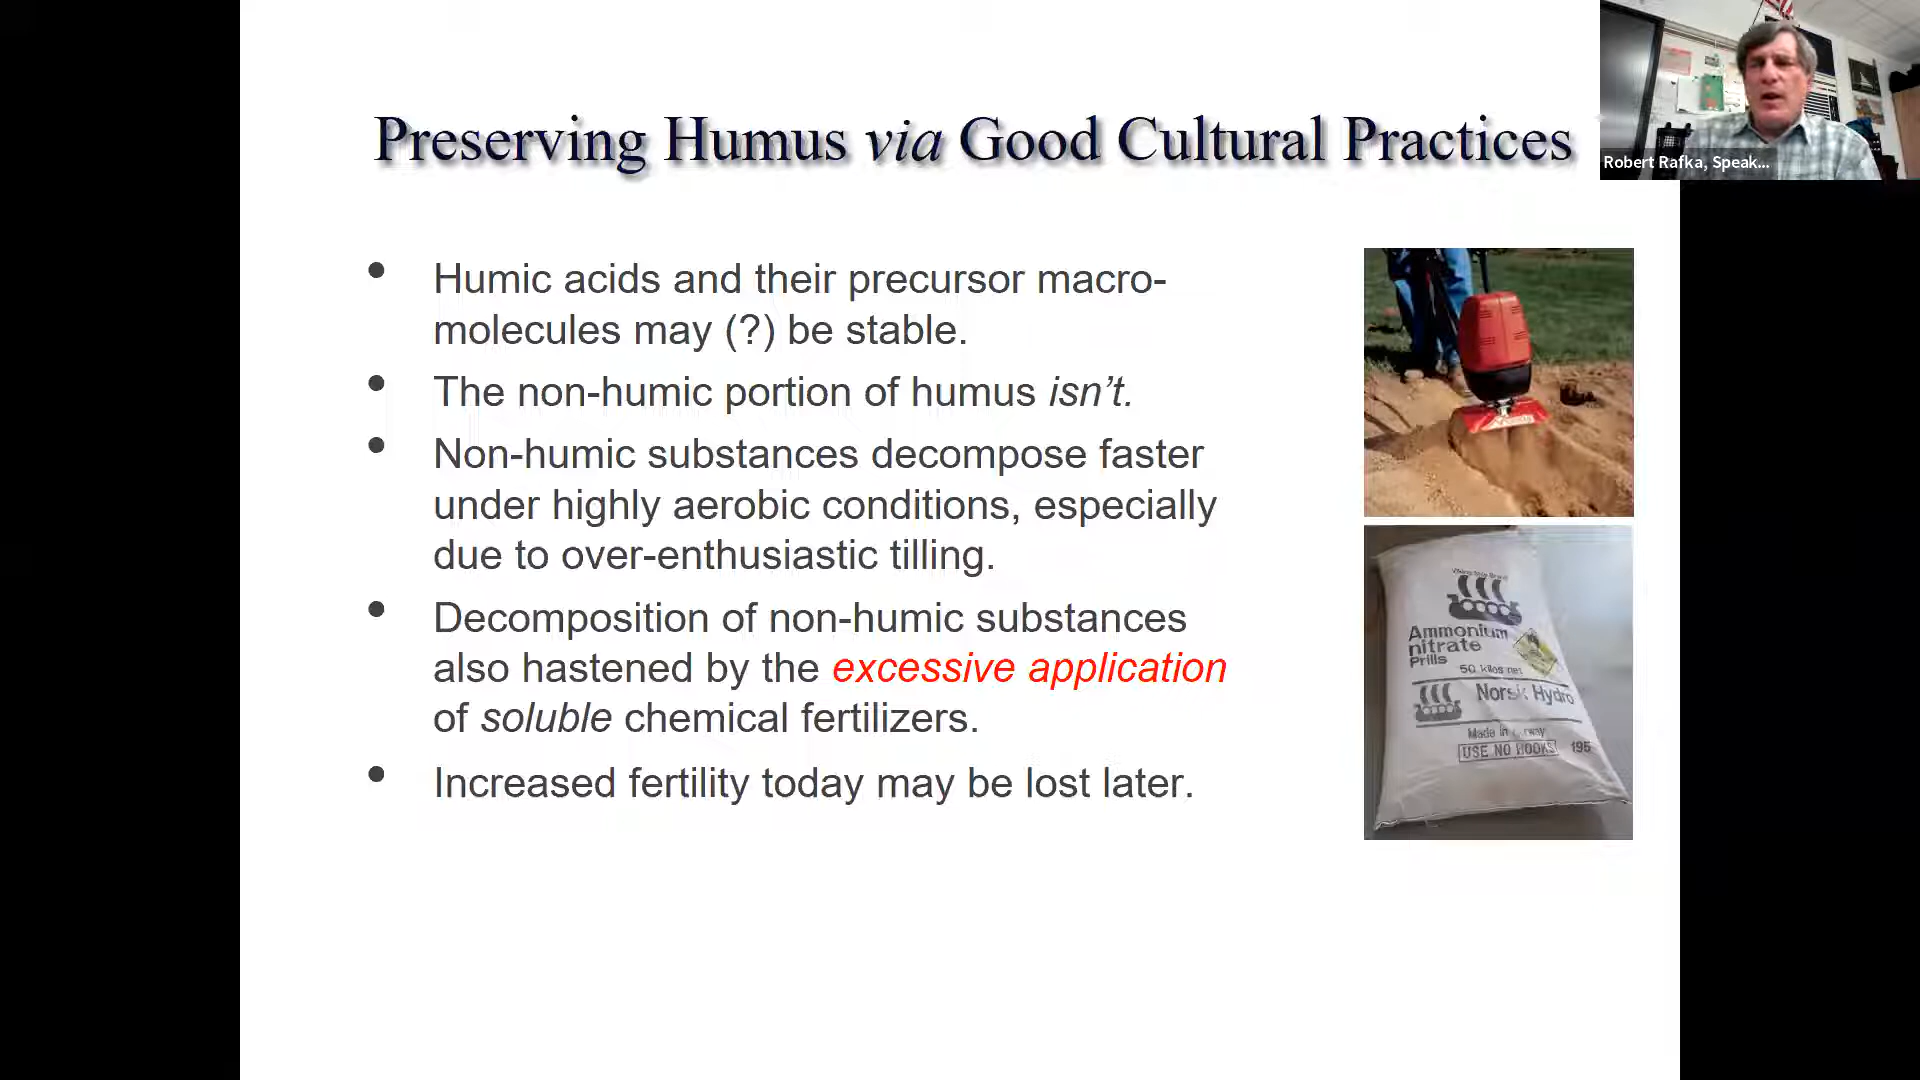 Preserving Humus via Good Cultural Practices
Robert Rafka, Speak...
• Humic acids and their precursor macro-
molecules may (?) be stable.
• The non-humic portion of humus isn’t.
• Non-humic substances decompose faster
under highly aerobic conditions, especially
due to over-enthusiastic tilling.
• Decomposition of non-humic substances
also hastened by the excessive application
of soluble chemical fertilizers.
• Increased fertility today may be lost later.
Ammonium
nitrate
Prills
50 kilos net
Norsk Hydro
Made in
USE NO HOOKS 195